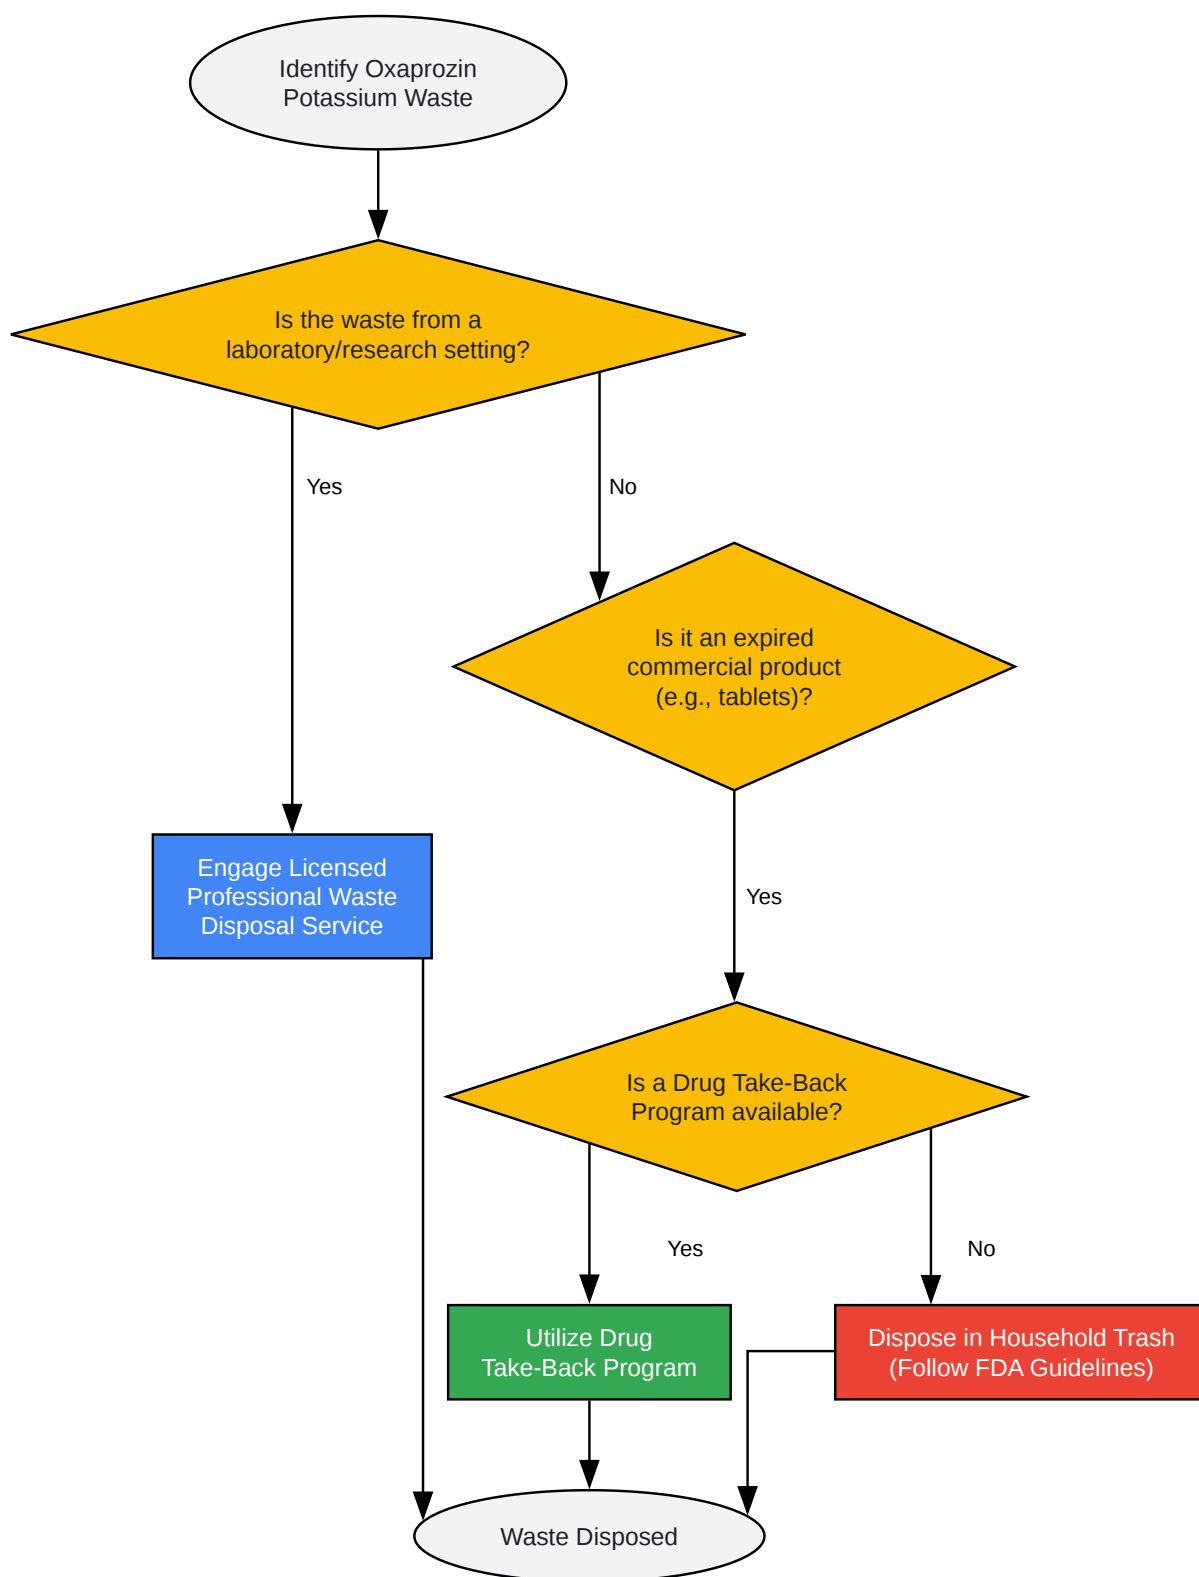 Identify Oxaprozin
Potassium Waste
Is the waste from a
laboratory/research setting?
Yes
No
Is it an expired
commercial product
(e.g., tablets)?
Engage Licensed
Professional Waste
Disposal Service
Yes
Is a Drug Take-Back
Program available?
Yes
No
Utilize Drug
Take-Back Program
Dispose in Household Trash
(Follow FDA Guidelines)
Waste Disposed